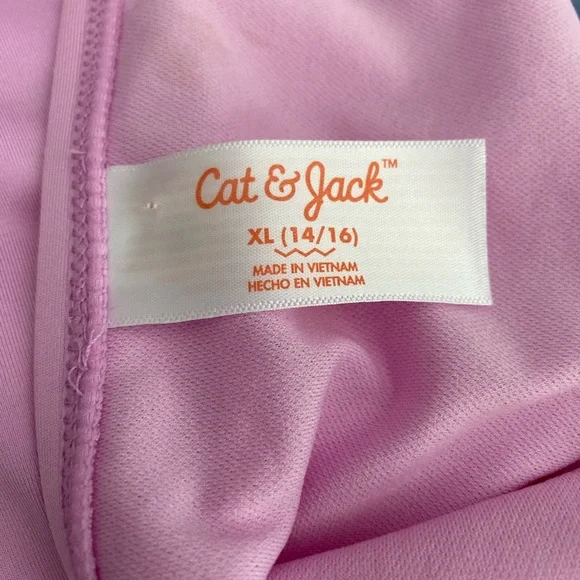 Cat & Jack™
XL (14/16)
MADE IN VIETNAM
HECHO EN VIETNAM